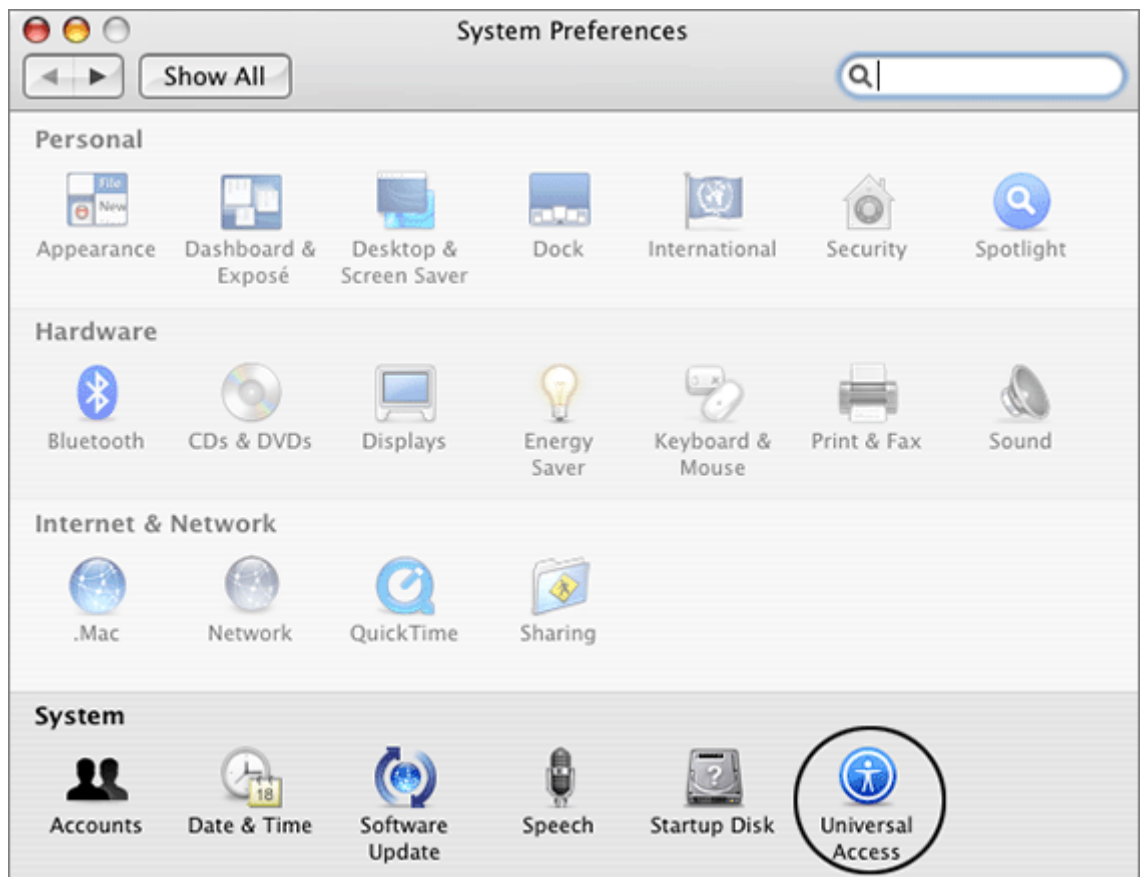 System Preferences
Show All
Personal
File
New
Appearance
Dashboard &
Exposé
Desktop &
Screen Saver
Dock
International
Security
Spotlight
Hardware
Bluetooth
CDs & DVDs
Displays
Energy
Saver
Keyboard &
Mouse
Print & Fax
Sound
Internet & Network
.Mac
Network
QuickTime
Sharing
System
?
18
Accounts
Date & Time
Software
Update
Speech
Startup Disk
Universal
Access